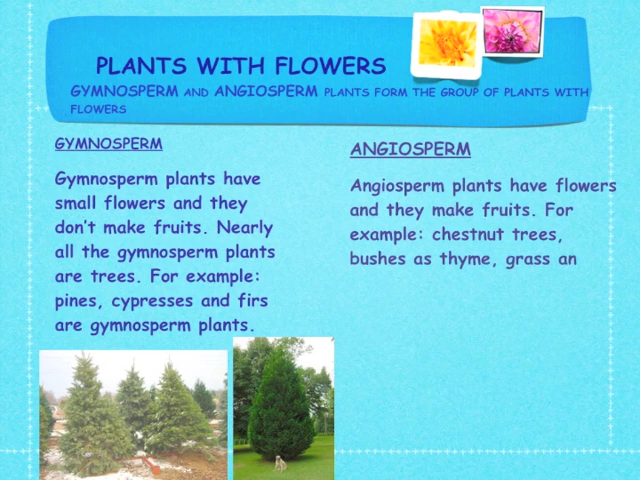 PLANTS WITH FLOWERS
GYMNOSPERM AND ANGIOSPERM PLANTS FORM THE GROUP OF PLANTS WITH
FLOWERS
GYMNOSPERM
Gymnosperm plants have
small flowers and they
don't make fruits. Nearly
all the gymnosperm plants
are trees. For example:
pines, cypresses and firs
are gymnosperm plants.
ANGIOSPERM
Angiosperm plants have flowers
and they make fruits. For
example: chestnut trees,
bushes as thyme, grass an